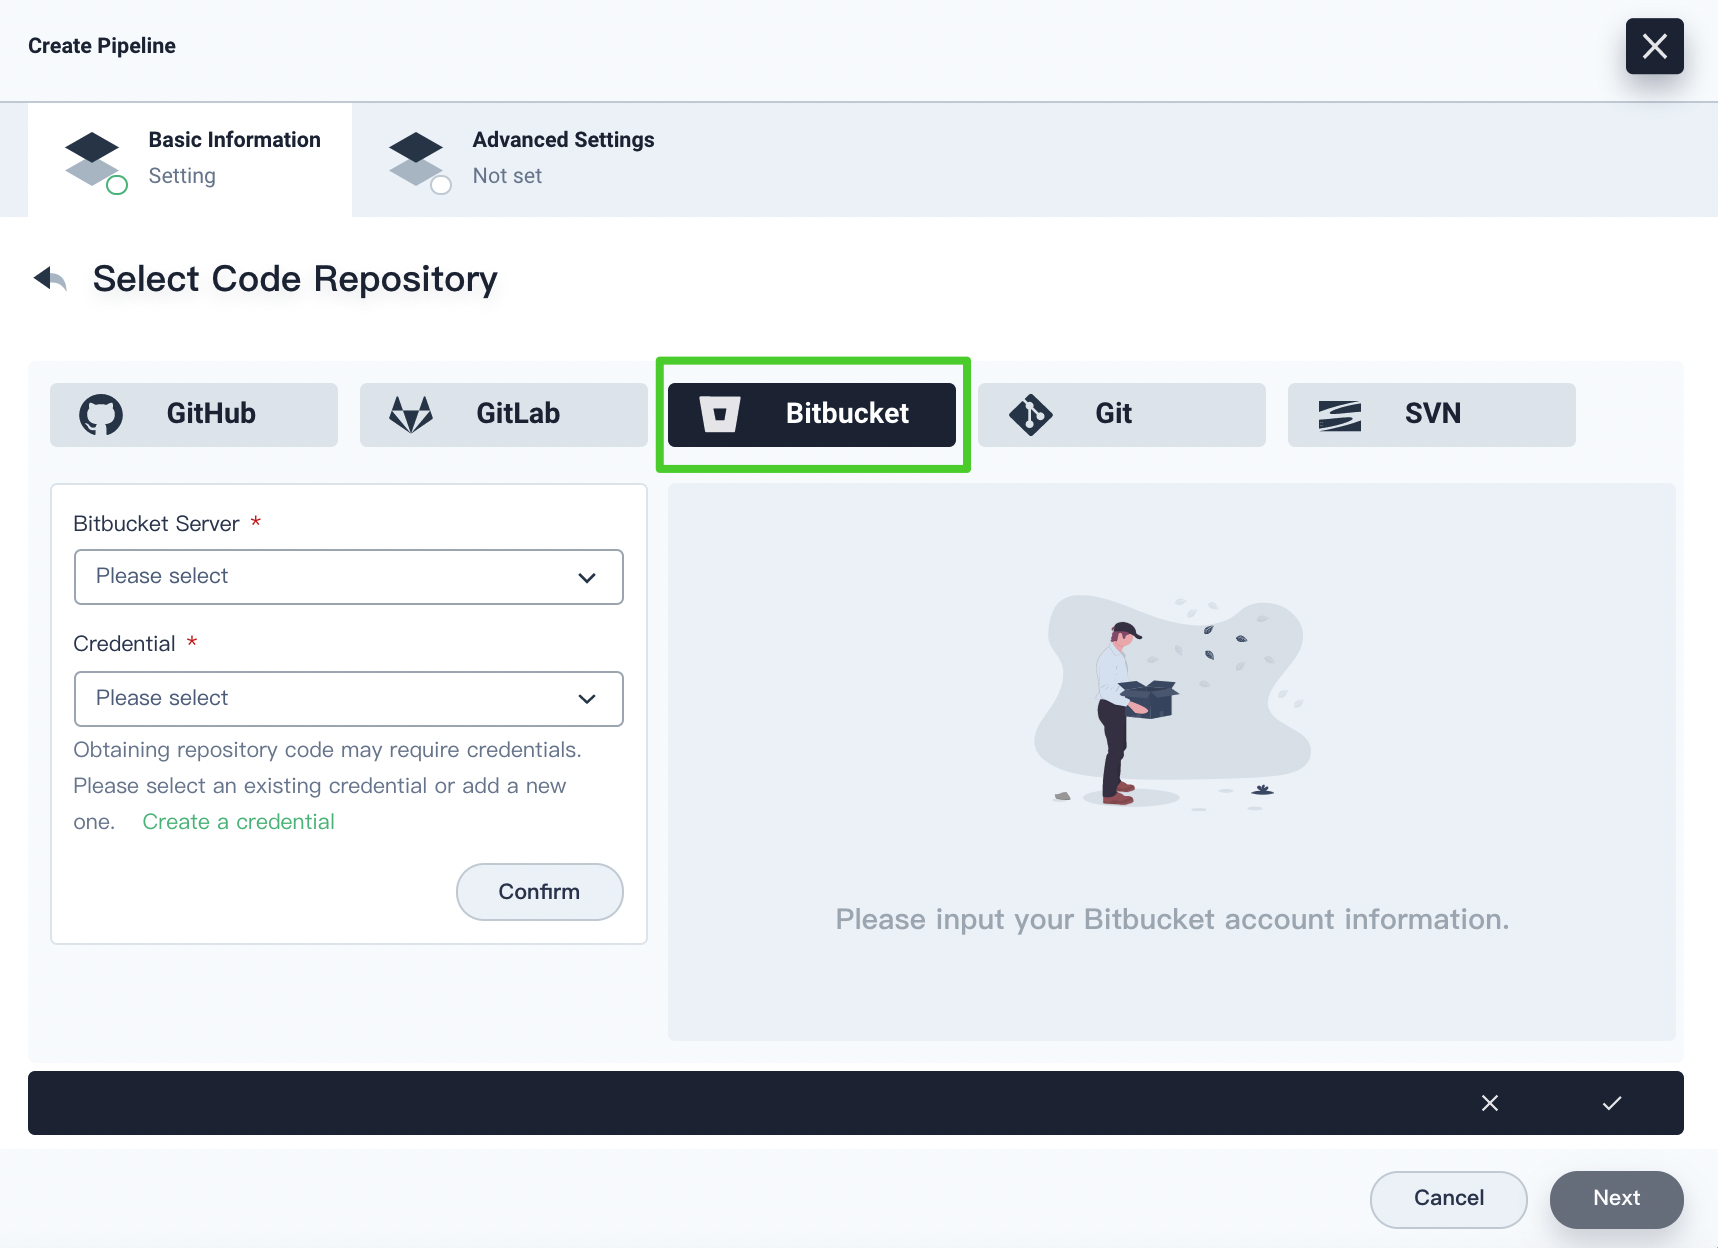 Create Pipeline
Basic Information
Setting
Advanced Settings
Not set
Select Code Repository
GitHub
GitLab
Bitbucket
Git
SVN
Bitbucket Server *
Please select
Credential *
Please select
Obtaining repository code may require credentials.
Please select an existing credential or add a new
one. Create a credential
Confirm
Please input your Bitbucket account information.
Cancel
Next